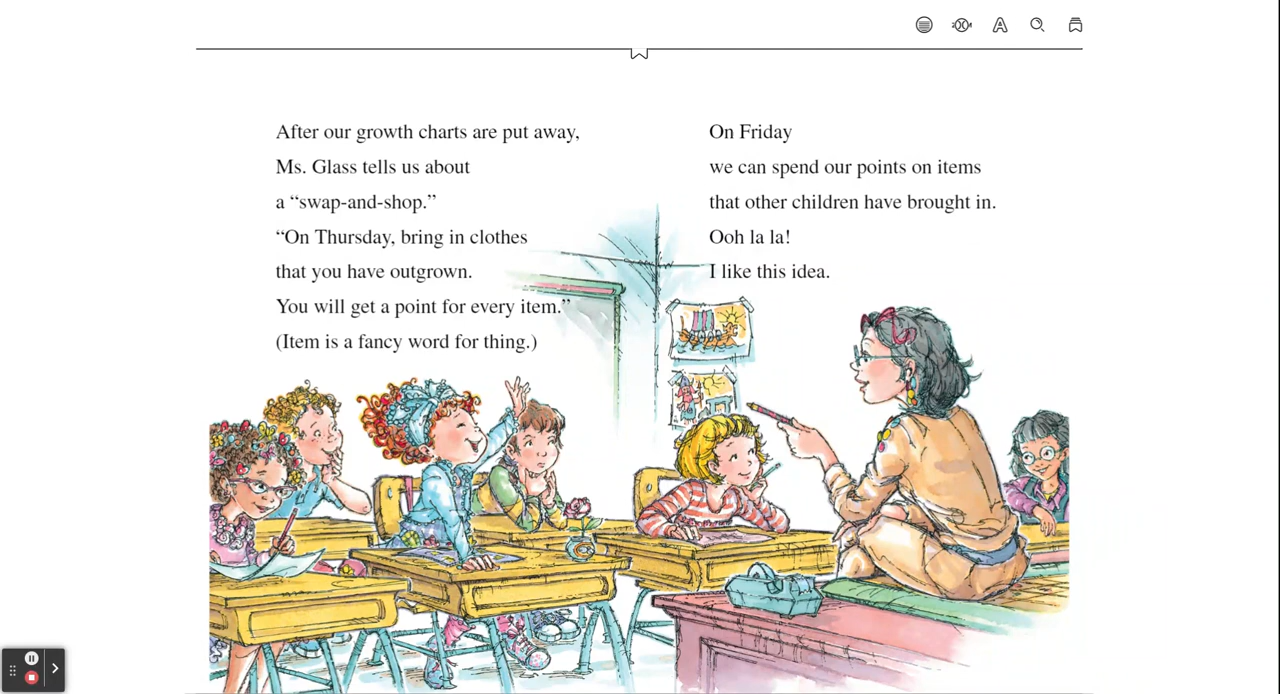 After our growth charts are put away,
Ms. Glass tells us about
a “swap-and-shop.”
“On Thursday, bring in clothes
that you have outgrown.
You will get a point for every item.”
(Item is a fancy word for thing.)
On Friday
we can spend our points on items
that other children have brought in.
Ooh la la!
I like this idea.